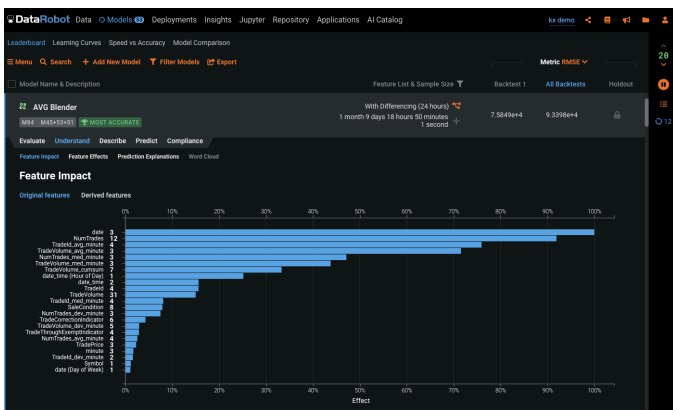 DataRobot Data Models 63 Deployments Insights Jupyter Repository Applications AI Catalog kx demo
Leaderboard Learning Curves Speed vs Accuracy Model Comparison
Menu Search + Add New Model Filter Models Export Metric RMSE
20
Model Name & Description Feature List & Sample Size Backtest 1 All Backtests Holdout
AVG Blender With Differencing (24 hours)
M84 M45+53+51 MOST ACCURATE 1 month 9 days 18 hours 50 minutes 1 second + 7.5849e+4 9.3398e+4
12
Evaluate Understand Describe Predict Compliance
Feature Impact Feature Effects Prediction Explanations Word Cloud
Feature Impact
Original features Derived features
0% 10% 20% 30% 40% 50% 60% 70% 80% 90% 100%
date 3
NumTrades 12
TradeId_avg_minute 4
TradeVolume_avg_minute 3
NumTrades_med_minute 3
TradeVolume_med_minute 3
TradeVolume_cumsum 7
date_time (Hour of Day) 1
date_time 2
TradeId 4
TradeVolume 31
TradeId_med_minute 4
SaleCondition 8
NumTrades_dev_minute 3
TradeCorrectionIndicator 6
TradeVolume_dev_minute 5
TradeThroughExemptIndicator 4
NumTrades_avg_minute 4
TradePrice 3
minute 3
TradeId_dev_minute 2
Symbol 1
date (Day of Week) 1
0% 10% 20% 30% 40% 50% 60% 70% 80% 90% 100%
Effect